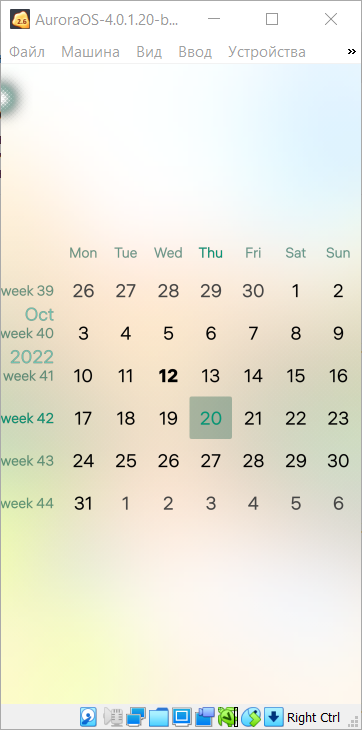 AuroraOS-4.0.1.20-b...
Файл Машина Вид Ввод Устройства »
Mon Tue Wed Thu Fri Sat Sun
week 39 26 27 28 29 30 1 2
Oct
week 40 3 4 5 6 7 8 9
2022
week 41 10 11 12 13 14 15 16
week 42 17 18 19 20 21 22 23
week 43 24 25 26 27 28 29 30
week 44 31 1 2 3 4 5 6
Right Ctrl